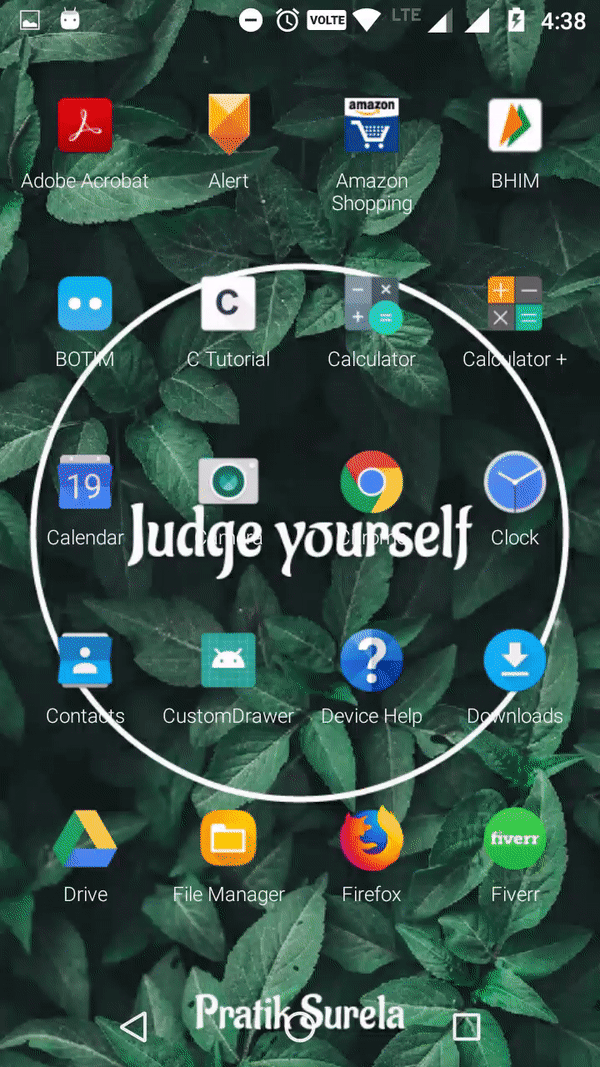 VOLTE LTE 4:38
Adobe Acrobat Alert Amazon Shopping BHIM
amazon
BOTIM C Tutorial Calculator Calculator +
C
19
Calendar Camera Chrome Clock
Judge yourself
Contacts CustomDrawer Device Help Downloads
fiverr
Drive File Manager Firefox Fiverr
Pratik Surela